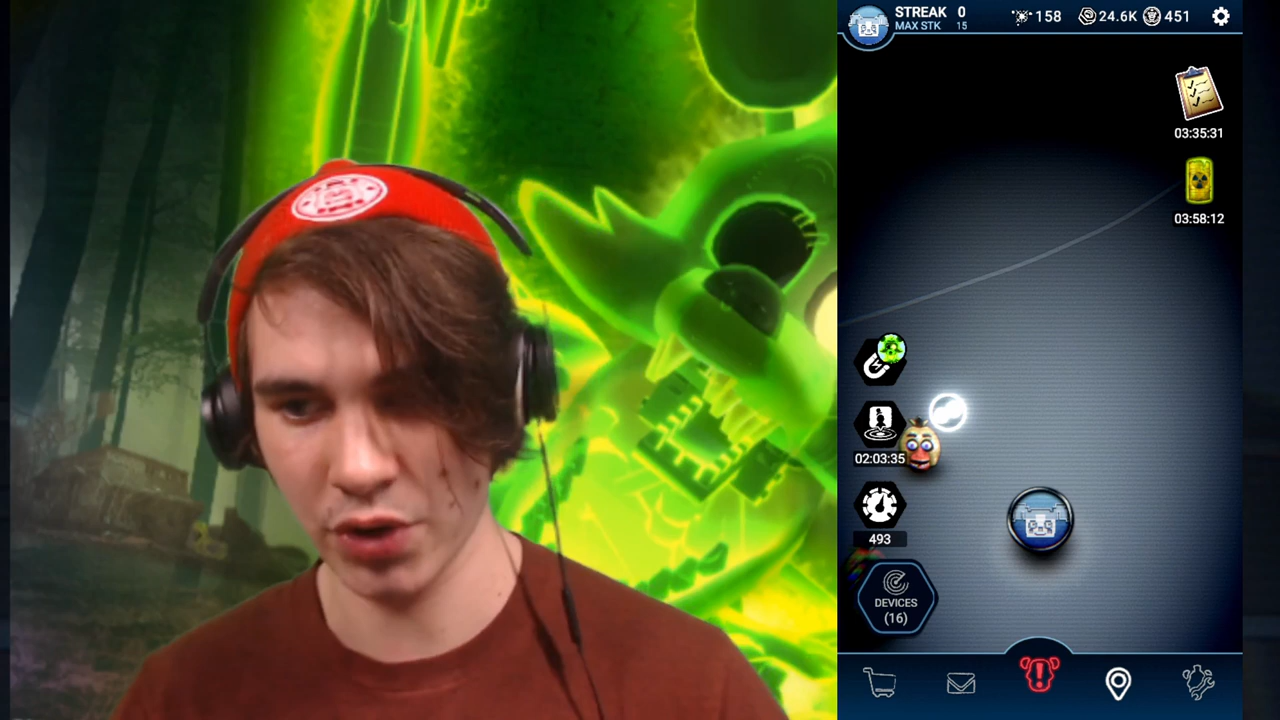 STREAK 0
MAX STK 15
158
24.6K
451
03:35:31
03:58:12
02:03:35
493
DEVICES
(16)